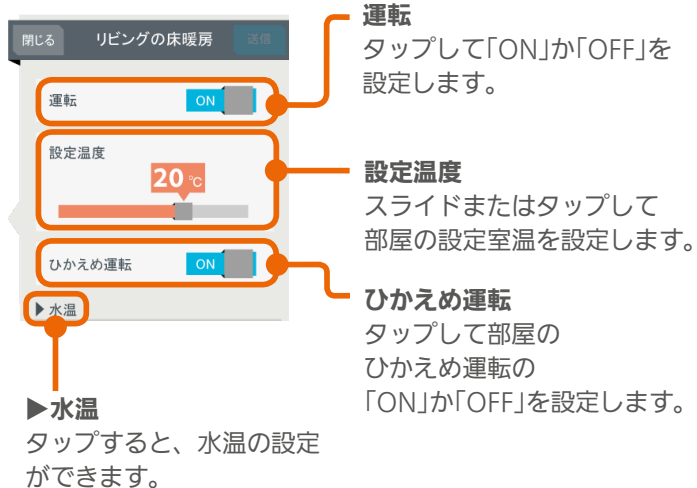 閉じる
リビングの床暖房
送信
運転
ON
設定温度
20 ℃
ひかえめ運転
ON
▶水温
運転
タップして「ON」か「OFF」を
設定します。
設定温度
スライドまたはタップして
部屋の設定室温を設定します。
ひかえめ運転
タップして部屋の
ひかえめ運転の
「ON」か「OFF」を設定します。
▶水温
タップすると、水温の設定
ができます。